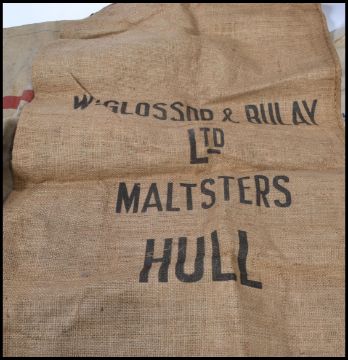 W. GLOSSOP & BULAY
LTD
MALTSTERS
HULL